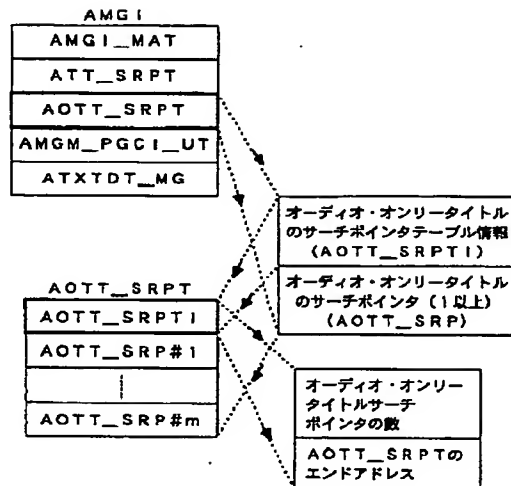 AMGI
AMGI_MAT
ATT_SRPT
AOTT_SRPT
AMGM_PGCI_UT
ATXTDT_MG
オーディオ・オンリータイトル
のサーチポインタテーブル情報
(AOTT_SRPTI)
オーディオ・オンリータイトル
のサーチポインタ(1以上)
(AOTT_SRP)
AOTT_SRPT
AOTT_SRPTI
AOTT_SRP#1
AOTT_SRP#m
オーディオ・オンリー
タイトルサーチ
ポインタの数
AOTT_SRPTの
エンドアドレス